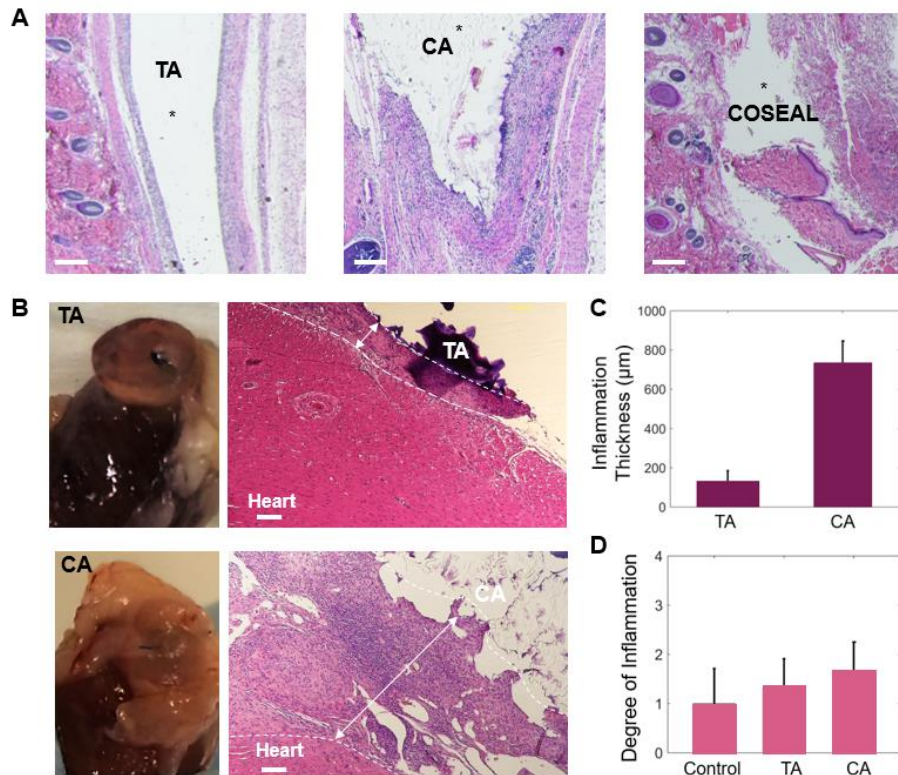 A
TA
*
CA*
*
COSEAL
B
TA
TA
Heart
CA
CA
Heart
C
Inflammation
Thickness (μm)
1000
800
600
400
200
0
TA
CA
D
Degree of Inflammation
4
3
2
1
0
Control
TA
CA